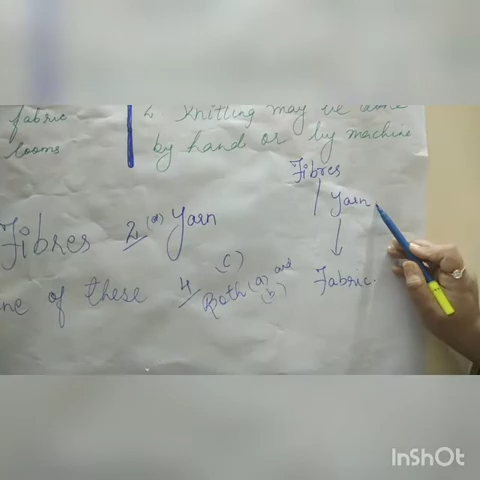 fabric
looms
2. Knitting may be done
by hand or by machine
Fibres
Yarn
Fabric.
Fibres 2 (a) Yarn
ne of these 4 (c) Both (a) and (b)
InShOt